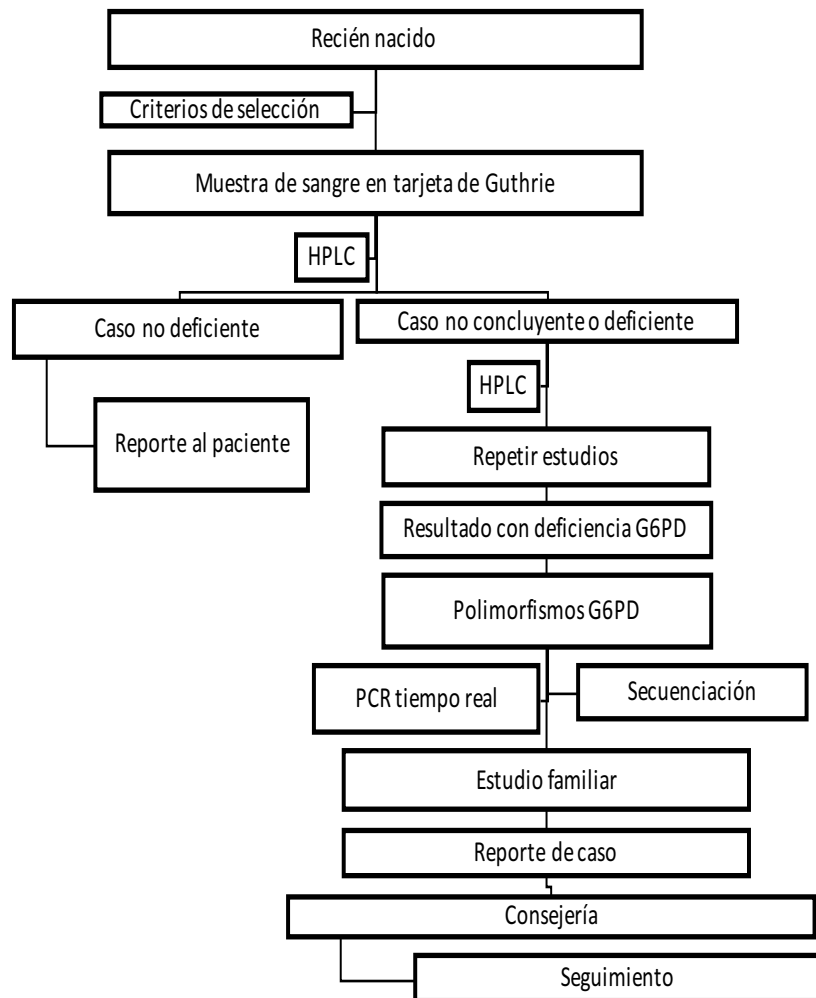 Recién nacido
Criterios de selección
Muestra de sangre en tarjeta de Guthrie
HPLC
Caso no deficiente
Caso no concluyente o deficiente
HPLC
Reporte al paciente
Repetir estudios
Resultado con deficiencia G6PD
Polimorfismos G6PD
PCR tiempo real
Secuenciación
Estudio familiar
Reporte de caso
Consejería
Seguimiento